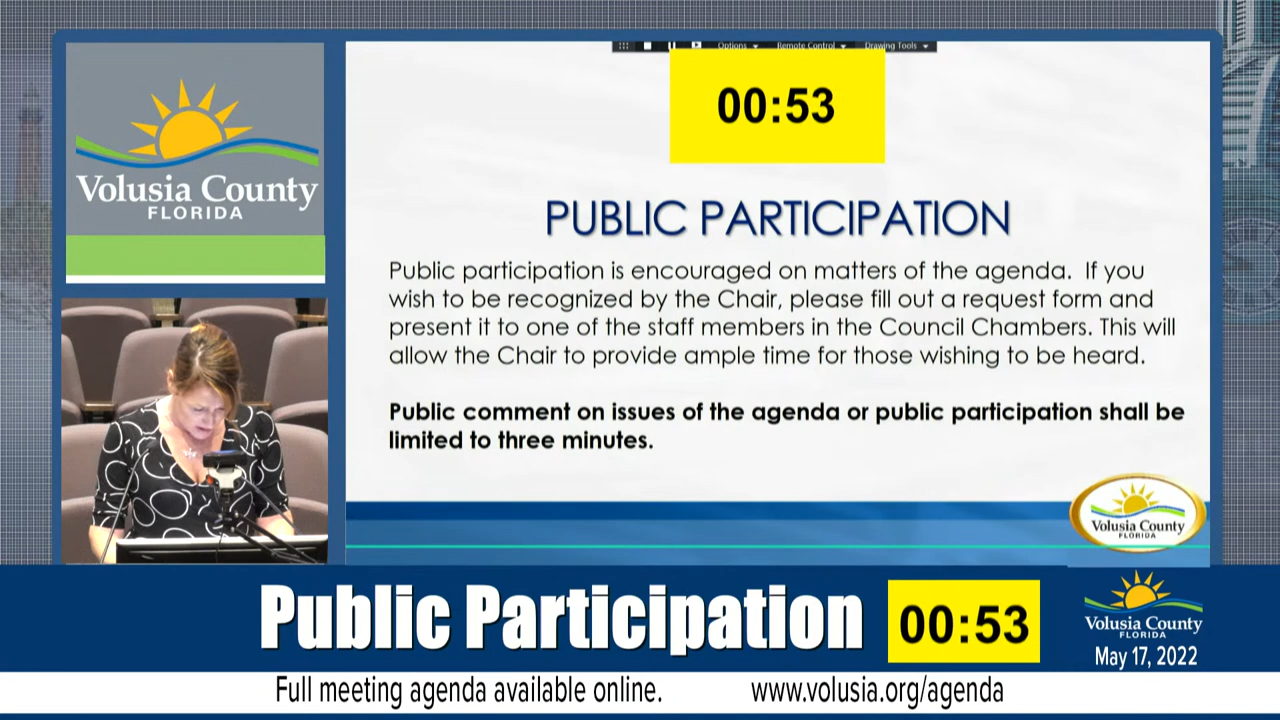 Options
Remote Control
Drawing Tools
00:53
Volusia County
FLORIDA
PUBLIC PARTICIPATION
Public participation is encouraged on matters of the agenda.  If you
wish to be recognized by the Chair, please fill out a request form and
present it to one of the staff members in the Council Chambers. This will
allow the Chair to provide ample time for those wishing to be heard.
Public comment on issues of the agenda or public participation shall be
limited to three minutes.
Volusia County
FLORIDA
Public Participation
00:53
Volusia County
FLORIDA
May 17, 2022
Full meeting agenda available online.
www.volusia.org/agenda